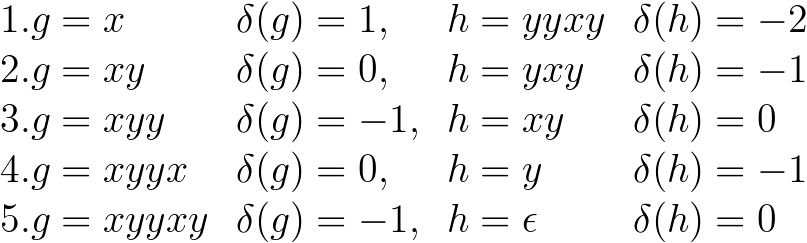 1.g = x δ(g) = 1, h = yyxy δ(h) = −2
2.g = xy δ(g) = 0, h = yxy δ(h) = −1
3.g = xyy δ(g) = −1, h = xy δ(h) = 0
4.g = xyyx δ(g) = 0, h = y δ(h) = −1
5.g = xyyxy δ(g) = −1, h = ϵ δ(h) = 0